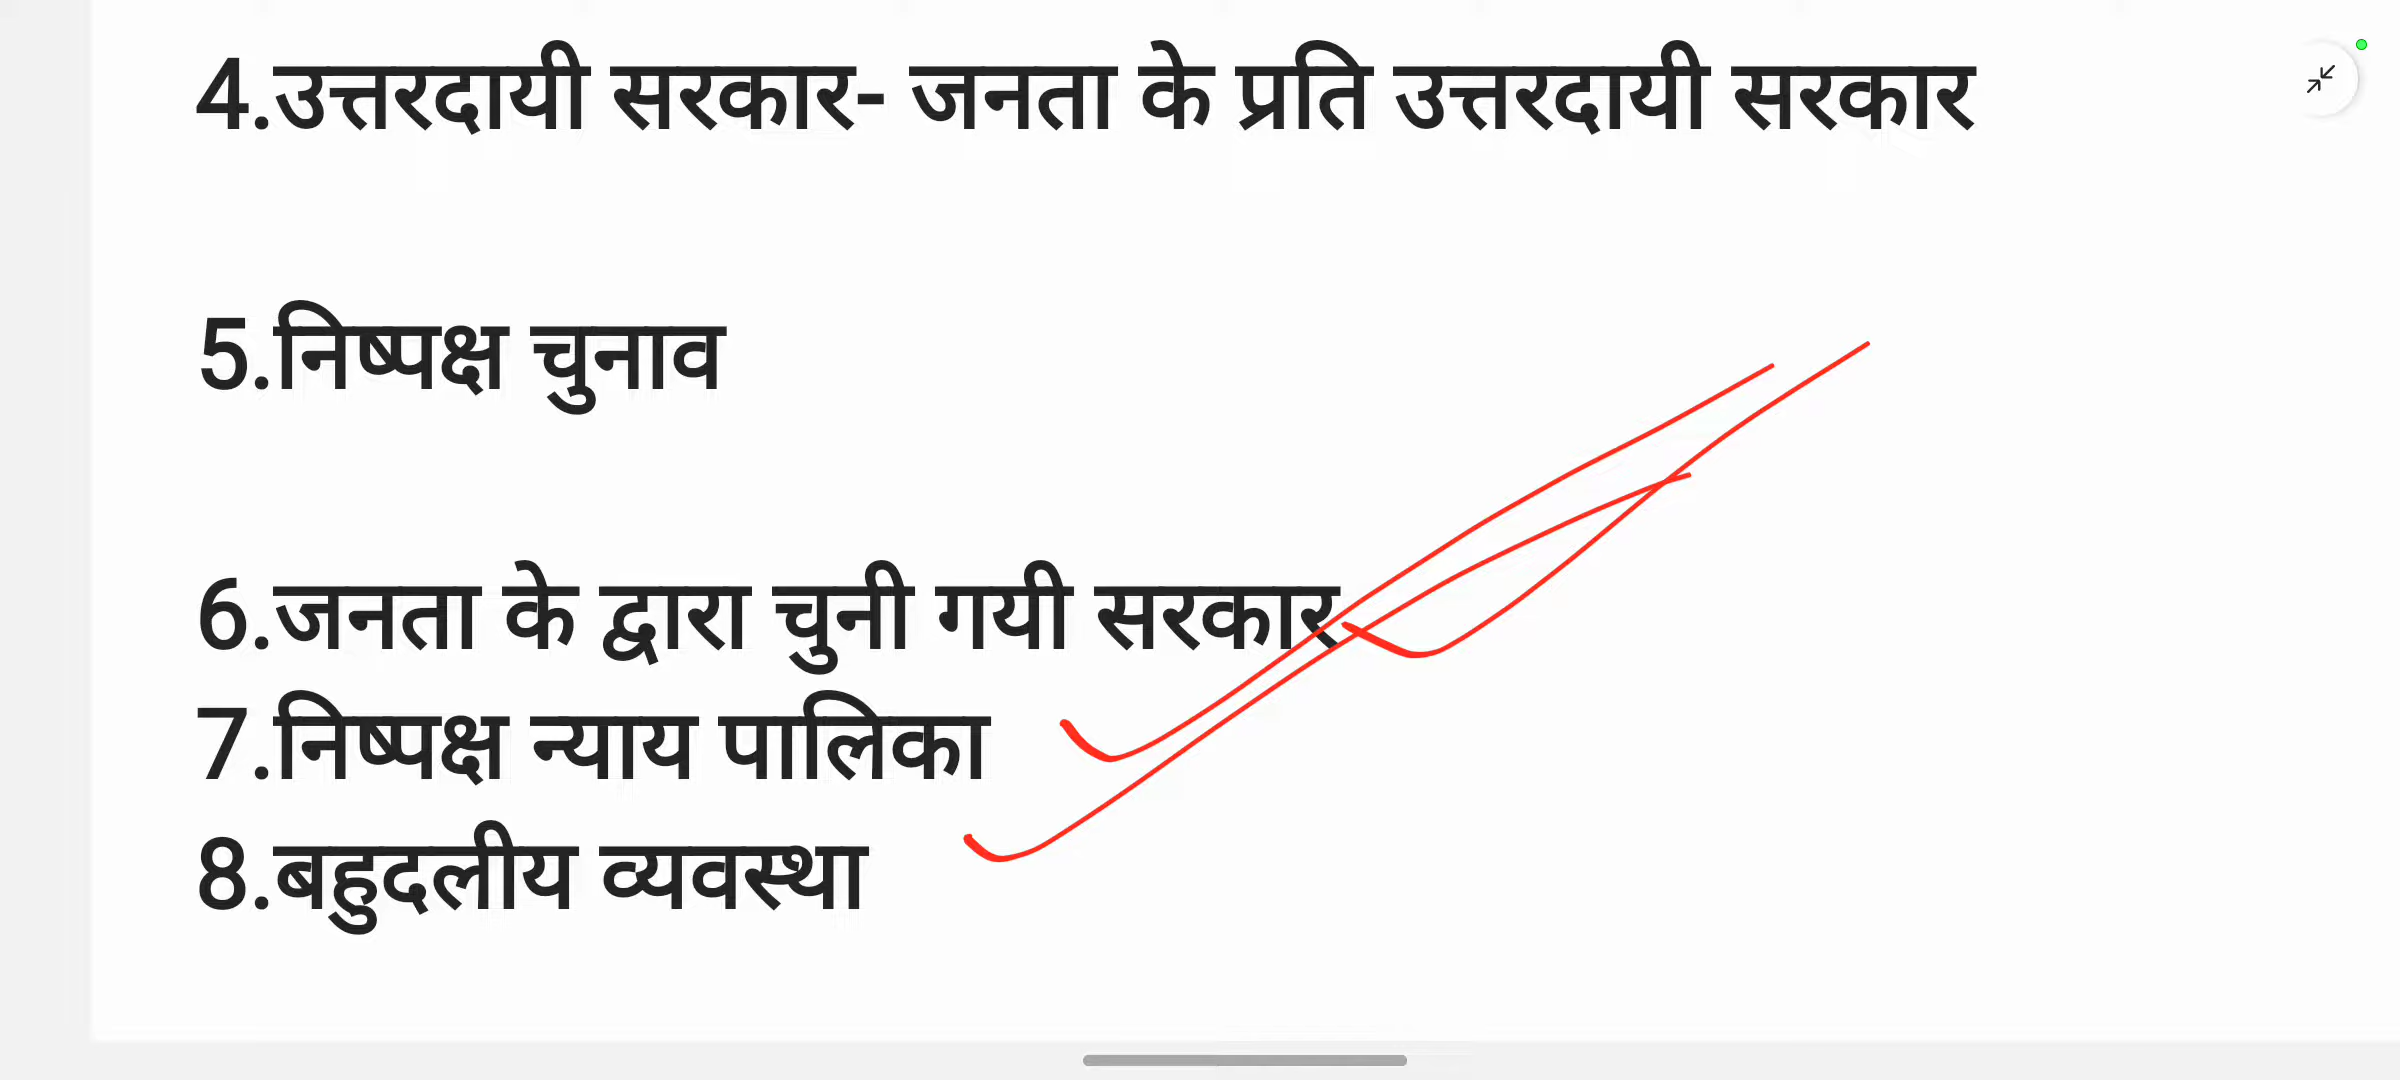 4.उत्तरदायी सरकार- जनता के प्रति उत्तरदायी सरकार
5.निष्पक्ष चुनाव
6.जनता के द्वारा चुनी गयी सरकार
7.निष्पक्ष न्याय पालिका
8.बहुदलीय व्यवस्था